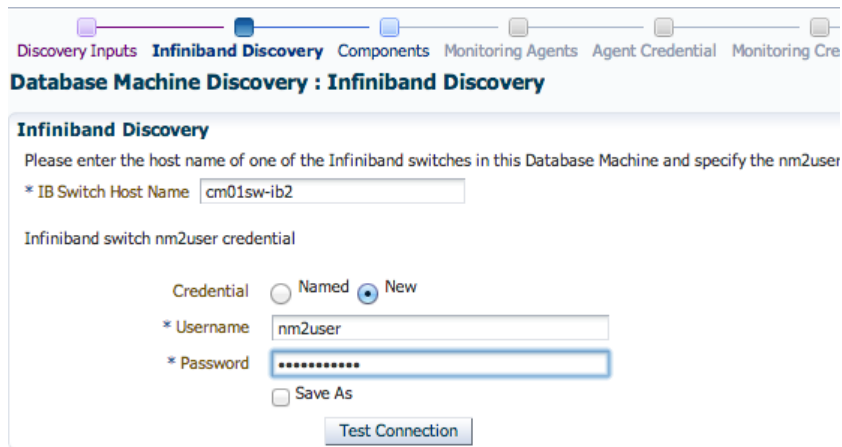 Discovery Inputs Infiniband Discovery Components Monitoring Agents Agent Credential Monitoring Cre
Database Machine Discovery : Infiniband Discovery
Infiniband Discovery
Please enter the host name of one of the Infiniband switches in this Database Machine and specify the nm2user
* IB Switch Host Name cm01sw-ib2
Infiniband switch nm2user credential
Credential Named New
* Username nm2user
* Password •••••••••••
Save As
Test Connection